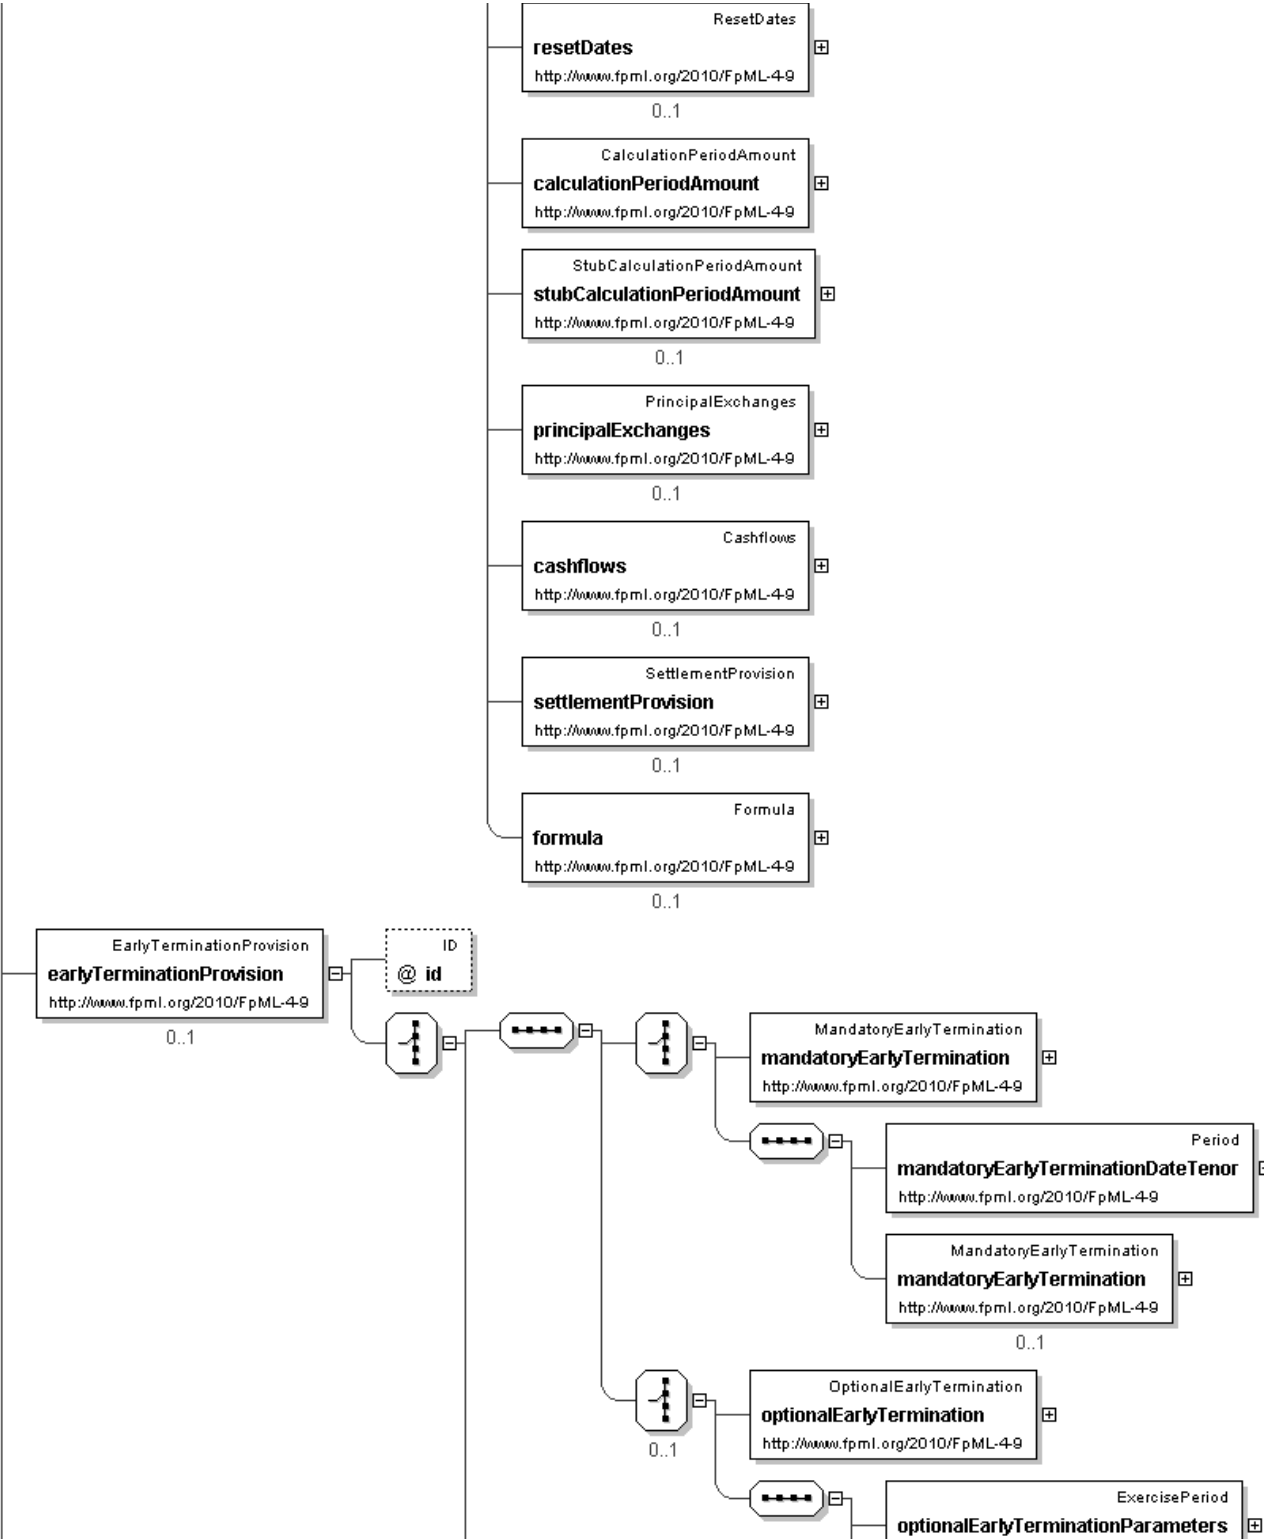 ResetDates
resetDates
http://www.fpml.org/2010/FpML-4-9
0..1
CalculationPeriodAmount
calculationPeriodAmount
http://www.fpml.org/2010/FpML-4-9
StubCalculationPeriodAmount
stubCalculationPeriodAmount
http://www.fpml.org/2010/FpML-4-9
0..1
PrincipalExchanges
principalExchanges
http://www.fpml.org/2010/FpML-4-9
0..1
Cashflows
cashflows
http://www.fpml.org/2010/FpML-4-9
0..1
SettlementProvision
settlementProvision
http://www.fpml.org/2010/FpML-4-9
0..1
Formula
formula
http://www.fpml.org/2010/FpML-4-9
0..1
EarlyTerminationProvision
earlyTerminationProvision
http://www.fpml.org/2010/FpML-4-9
0..1
ID
@ id
MandatoryEarlyTermination
mandatoryEarlyTermination
http://www.fpml.org/2010/FpML-4-9
Period
mandatoryEarlyTerminationDateTenor
http://www.fpml.org/2010/FpML-4-9
MandatoryEarlyTermination
mandatoryEarlyTermination
http://www.fpml.org/2010/FpML-4-9
0..1
0..1
OptionalEarlyTermination
optionalEarlyTermination
http://www.fpml.org/2010/FpML-4-9
ExercisePeriod
optionalEarlyTerminationParameters